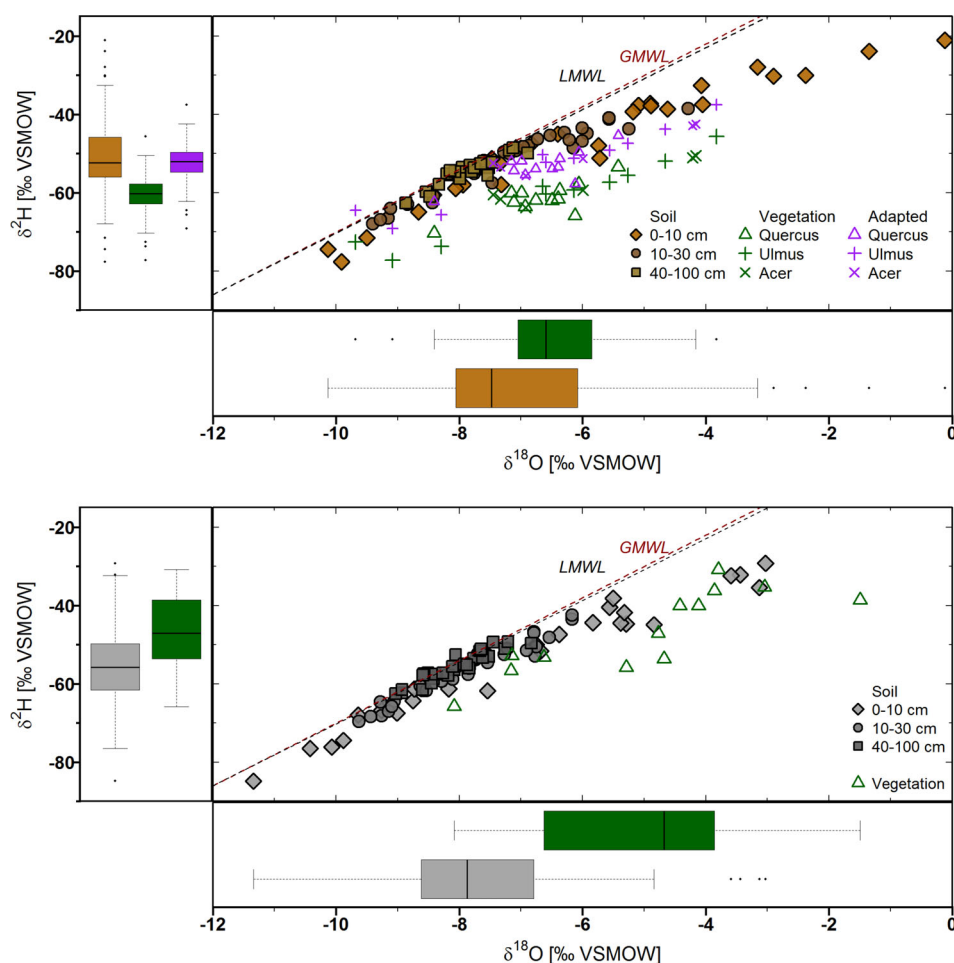 -20
-40
-60
-80
δ²H [‰ VSMOW]
GMWL
LMWL
Soil Vegetation Adapted
0-10 cm Quercus Quercus
10-30 cm Ulmus Ulmus
40-100 cm Acer Acer
-12 -10 -8 -6 -4 -2 0
δ¹⁸O [‰ VSMOW]
-20
-40
-60
-80
δ²H [‰ VSMOW]
GMWL
LMWL
Soil
0-10 cm
10-30 cm
40-100 cm
Vegetation
-12 -10 -8 -6 -4 -2 0
δ¹⁸O [‰ VSMOW]